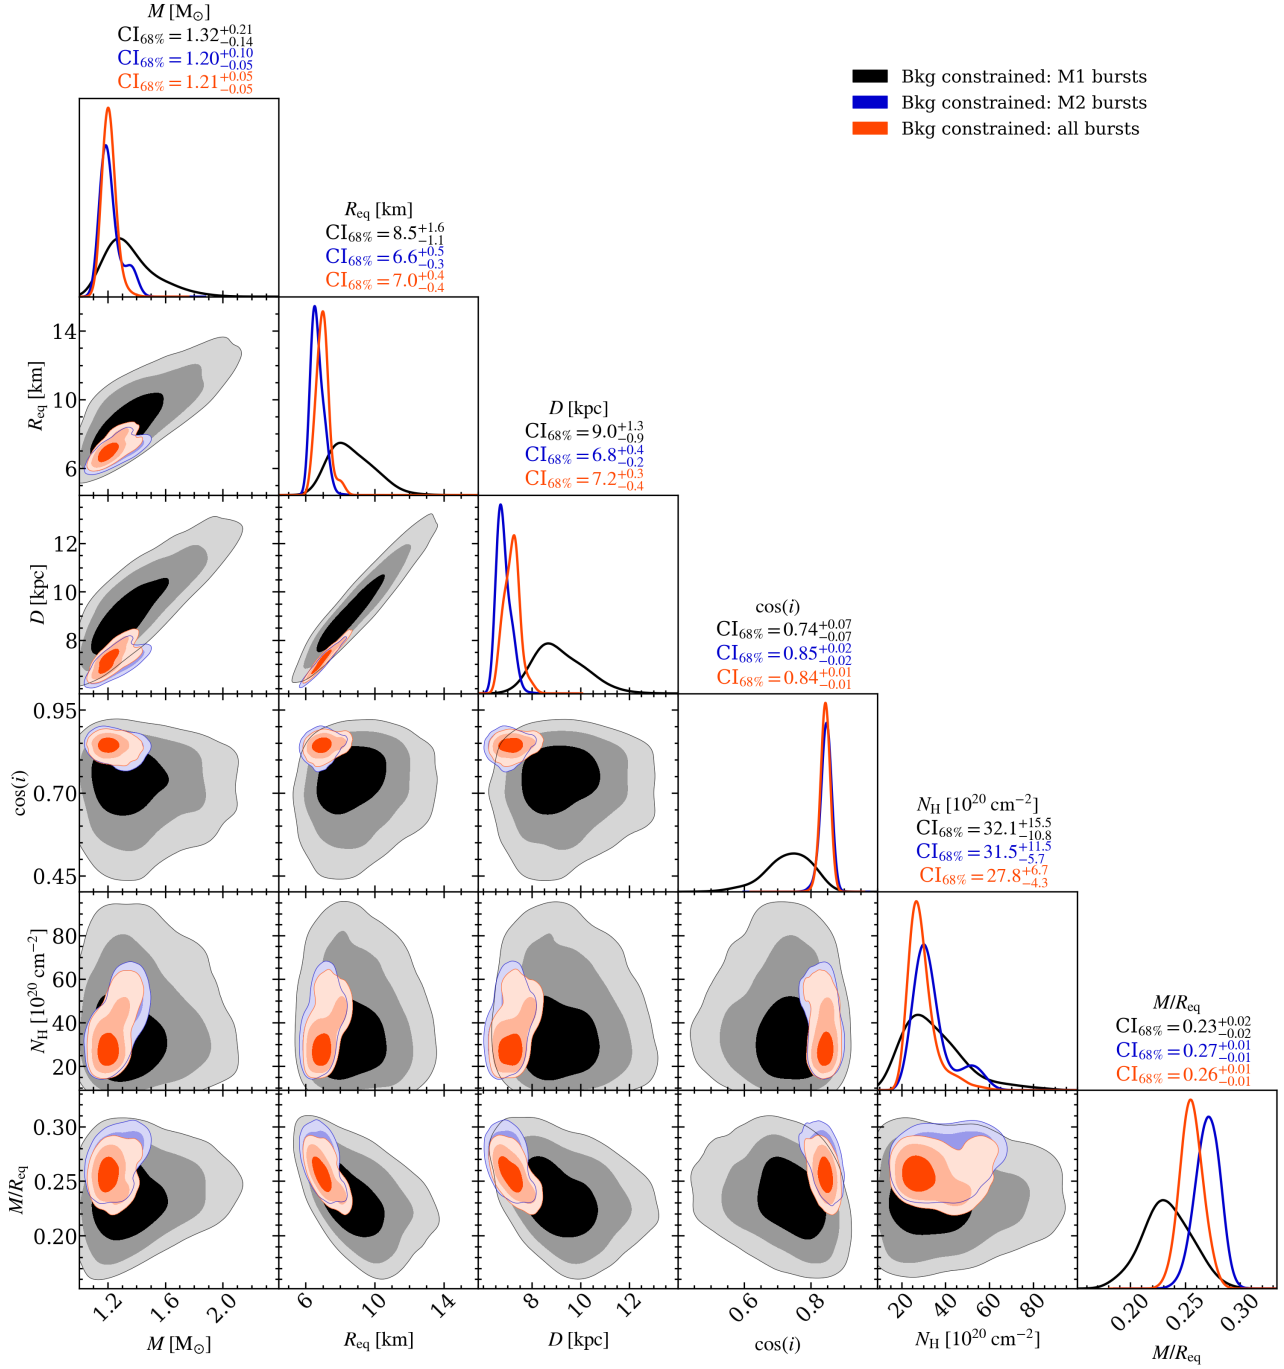 M [M⊙]
CI68% = 1.32 +0.21 −0.14
CI68% = 1.20 +0.10 −0.05
CI68% = 1.21 +0.05 −0.05
Bkg constrained: M1 bursts
Bkg constrained: M2 bursts
Bkg constrained: all bursts
Req [km]
CI68% = 8.5 +1.6 −1.1
CI68% = 6.6 +0.5 −0.3
CI68% = 7.0 +0.4 −0.4
14
10
6
Req [km]
D [kpc]
CI68% = 9.0 +1.3 −0.9
CI68% = 6.8 +0.4 −0.2
CI68% = 7.2 +0.3 −0.4
12
10
8
D [kpc]
cos(i)
CI68% = 0.74 +0.07 −0.07
CI68% = 0.85 +0.02 −0.02
CI68% = 0.84 +0.01 −0.01
0.95
0.70
0.45
cos(i)
NH [10²⁰ cm⁻²]
CI68% = 32.1 +15.5 −10.8
CI68% = 31.5 +11.5 −5.7
CI68% = 27.8 +6.7 −4.3
80
60
40
20
NH [10²⁰ cm⁻²]
M/Req
CI68% = 0.23 +0.02 −0.02
CI68% = 0.27 +0.01 −0.01
CI68% = 0.26 +0.01 −0.01
0.30
0.25
0.20
M/Req
1.2 1.6 2.0
6 10 14
8 10 12
0.6 0.8
20 40 60 80
0.20 0.25 0.30
M [M⊙]
Req [km]
D [kpc]
cos(i)
NH [10²⁰ cm⁻²]
M/Req